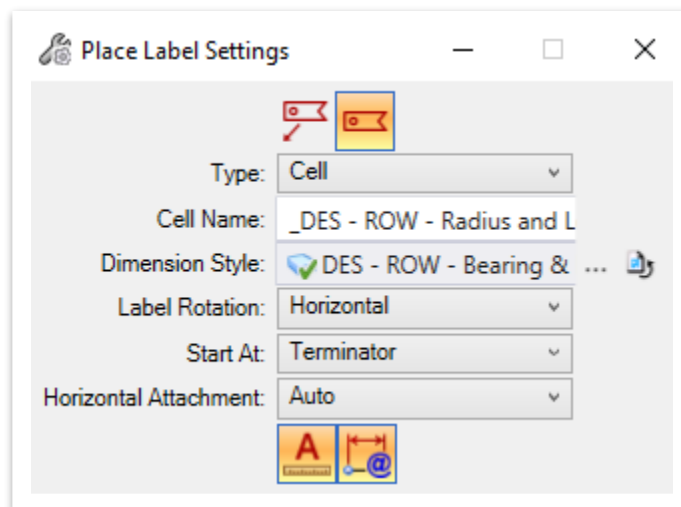 Place Label Settings
Type: Cell
Cell Name: _DES - ROW - Radius and L
Dimension Style: DES - ROW - Bearing & ...
Label Rotation: Horizontal
Start At: Terminator
Horizontal Attachment: Auto
A @